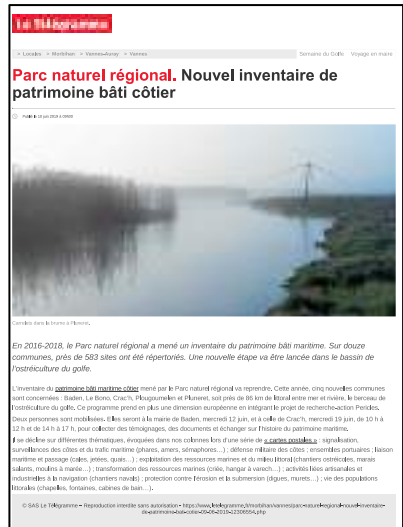 Le Télégramme
> Locales > Morbihan > Vannes-Auray > Vannes Semaine du Golfe Voyage en mairie
Parc naturel régional. Nouvel inventaire de
patrimoine bâti côtier
Publié le
Cornelles dans la brume à Pluneret.
En 2016-2018, le Parc naturel régional a mené un inventaire du patrimoine bâti maritime. Sur douze
communes, près de 583 sites ont été répertoriés. Une nouvelle étape va être lancée dans le bassin de
l'ostréiculture du golfe.
L'inventaire du patrimoine bâti maritime côtier mené par le Parc naturel régional va reprendre. Cette année, cinq nouvelles communes
sont concernées : Baden, Le Bono, Crac'h, Plougoumelen et Pluneret, soit près de 86 km de littoral entre mer et rivière, le berceau de
l'ostréiculture du golfe. Ce programme prend en plus une dimension européenne en intégrant le projet de recherche-action Pericles.
Deux personnes sont mobilisées. Elles seront à la mairie de Baden, mercredi 12 juin, et à celle de Crac'h, mercredi 19 juin, de 10 h à
12 h et de 14 h à 17 h, pour collecter des témoignages, des documents et échanger sur l'histoire du patrimoine maritime.
Il se décline sur différentes thématiques, évoquées dans nos colonnes lors d'une série de « cartes postales » : signalisation,
surveillances des côtes et du trafic maritime (phares, amers, sémaphores…) ; défense militaire des côtes ; ensembles portuaires ; liaison
maritime et passage (cales, jetées, quais…) ; exploitation des ressources marines et du milieu littoral (chantiers ostréicoles, marais
salants, moulins à marée…) ; transformation des ressources marines (criée, hangar à varech…) ; activités liées artisanales et
industrielles à la navigation (chantiers navals) ; protection contre l'érosion et la submersion (digues, murets…) ; vie des populations
littorales (chapelles, fontaines, cabines de bain…).
© SAS Le Télégramme – Reproduction interdite sans autorisation - https://www.letelegramme.fr/morbihan/vannes/parc-naturel-regional-nouvel-inventaire-
de-patrimoine-bati-cotier-09-06-2019-12306554.php